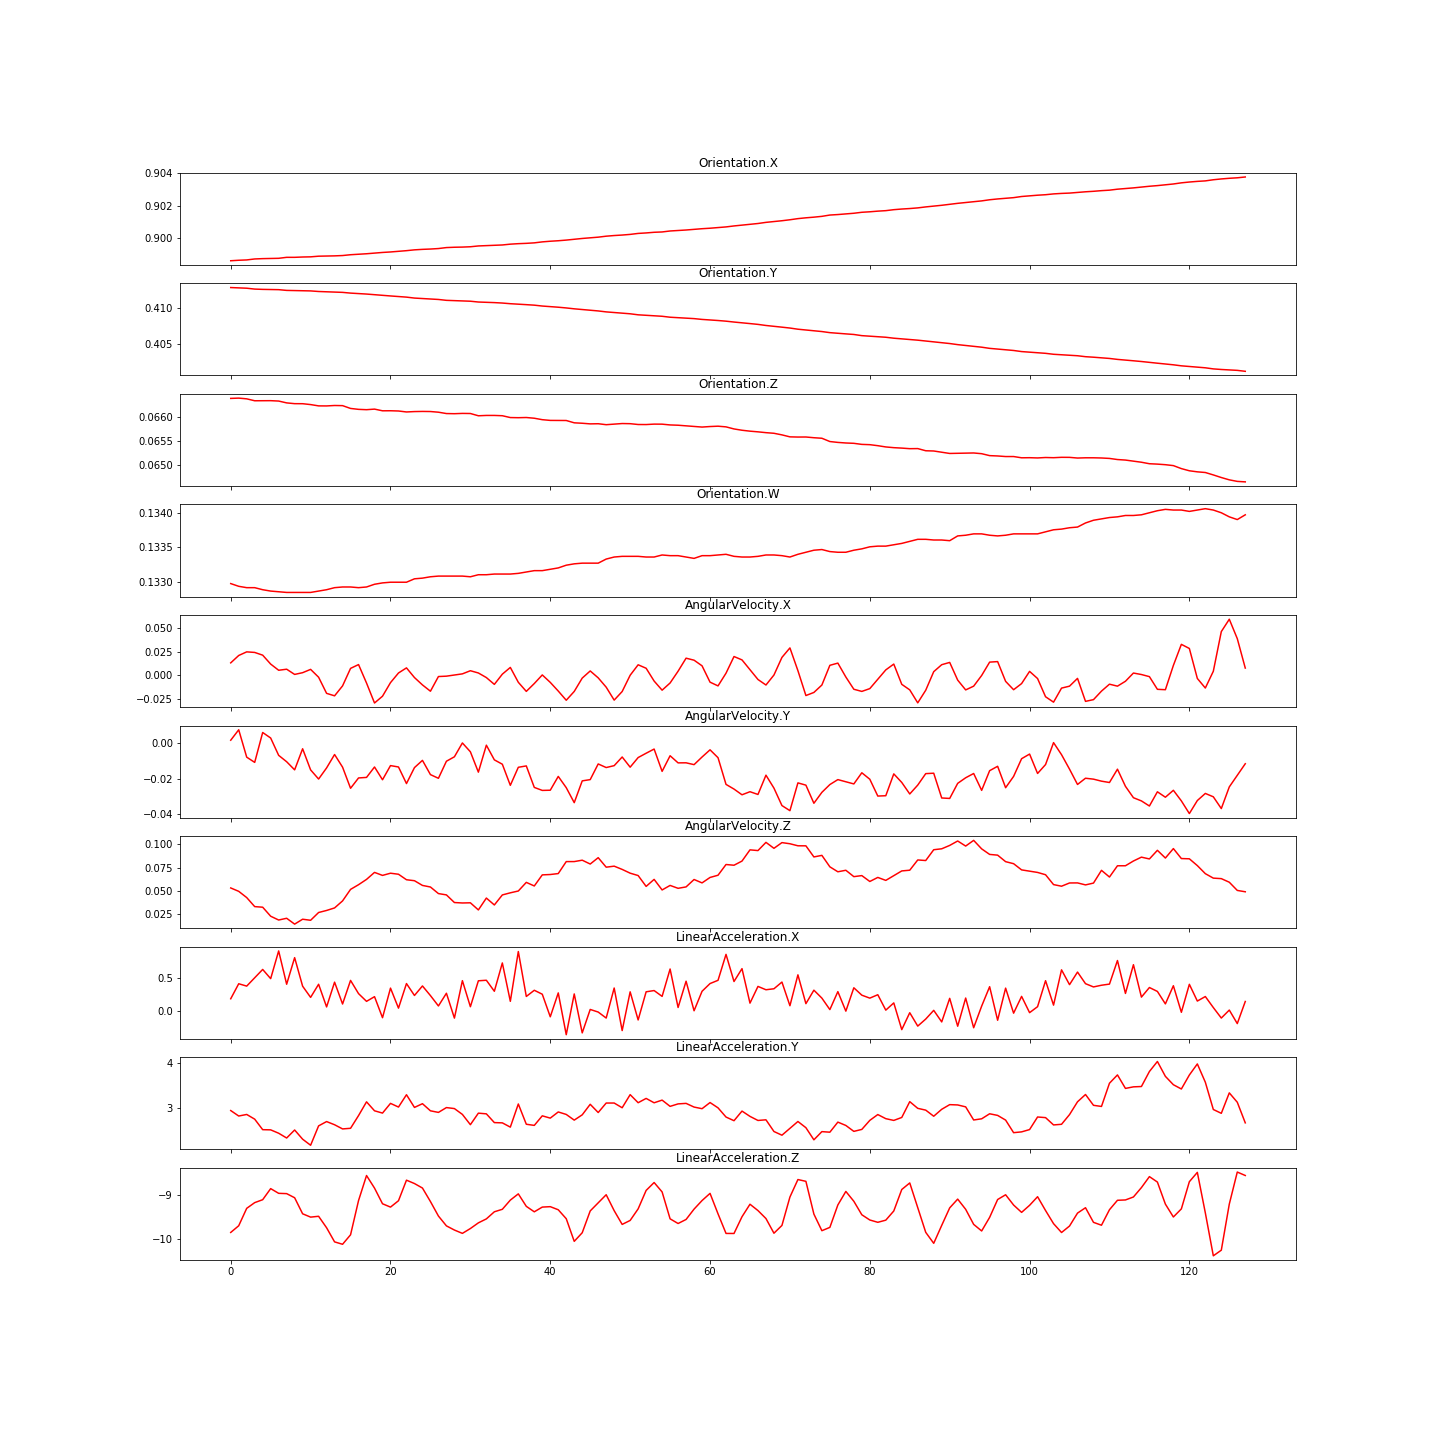 Orientation.X
0.904
0.902
0.900
Orientation.Y
0.410
0.405
Orientation.Z
0.0660
0.0655
0.0650
Orientation.W
0.1340
0.1335
0.1330
AngularVelocity.X
0.050
0.025
0.000
−0.025
AngularVelocity.Y
0.00
−0.02
−0.04
AngularVelocity.Z
0.100
0.075
0.050
0.025
LinearAcceleration.X
0.5
0.0
LinearAcceleration.Y
4
3
LinearAcceleration.Z
−9
−10
0 20 40 60 80 100 120